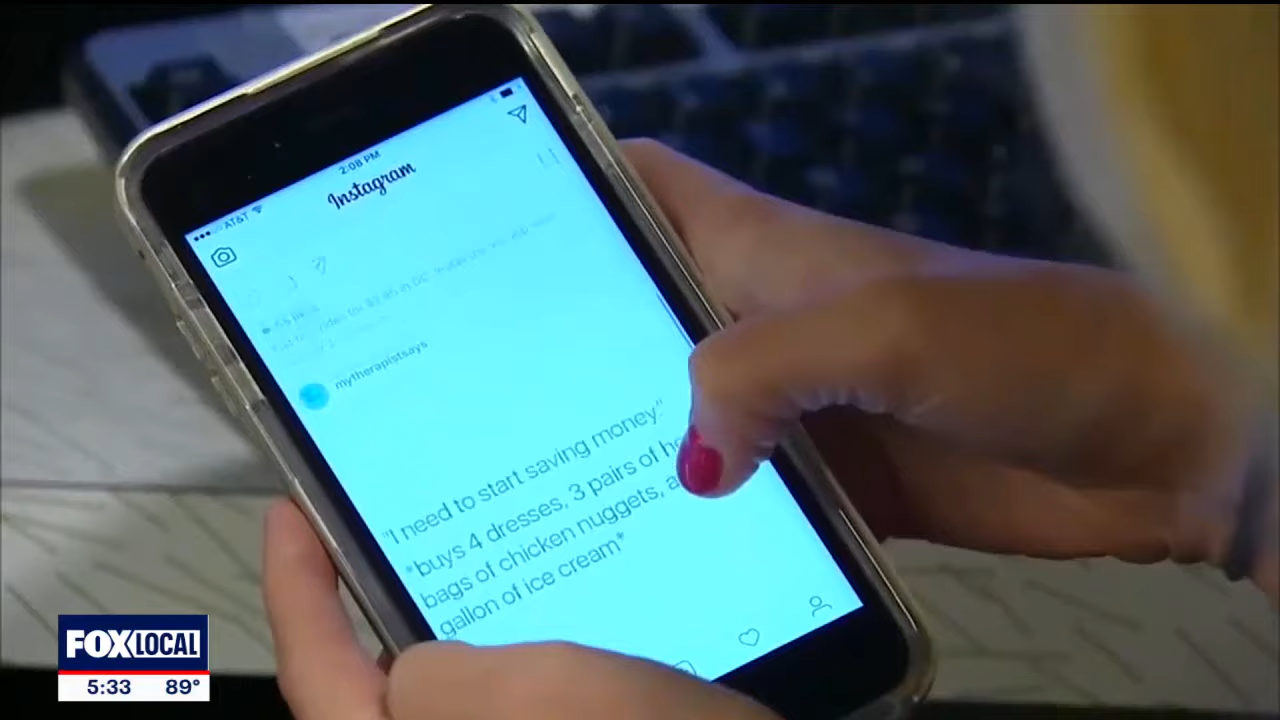 AT&T
2:08 PM
Instagram
mytherapistsays
"I need to start saving money."
*buys 4 dresses, 3 pairs of
bags of chicken nuggets,
gallon of ice cream*
FOX LOCAL
5:33 89°